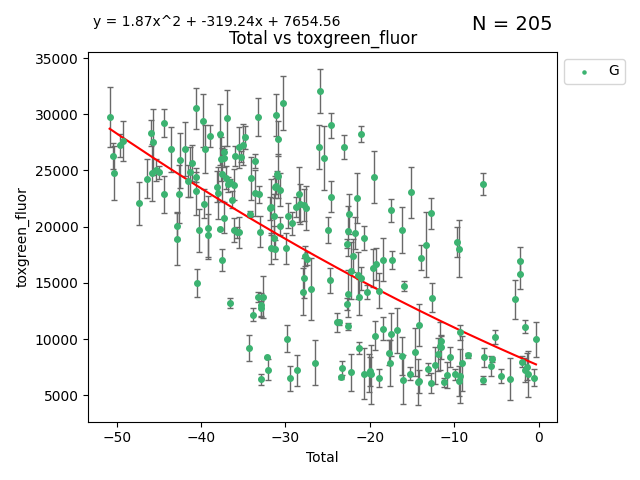 y = 1.87x^2 + -319.24x + 7654.56
N = 205
Total vs toxgreen_fluor
G
35000
30000
25000
20000
15000
10000
5000
toxgreen_fluor
−50
−40
−30
−20
−10
0
Total